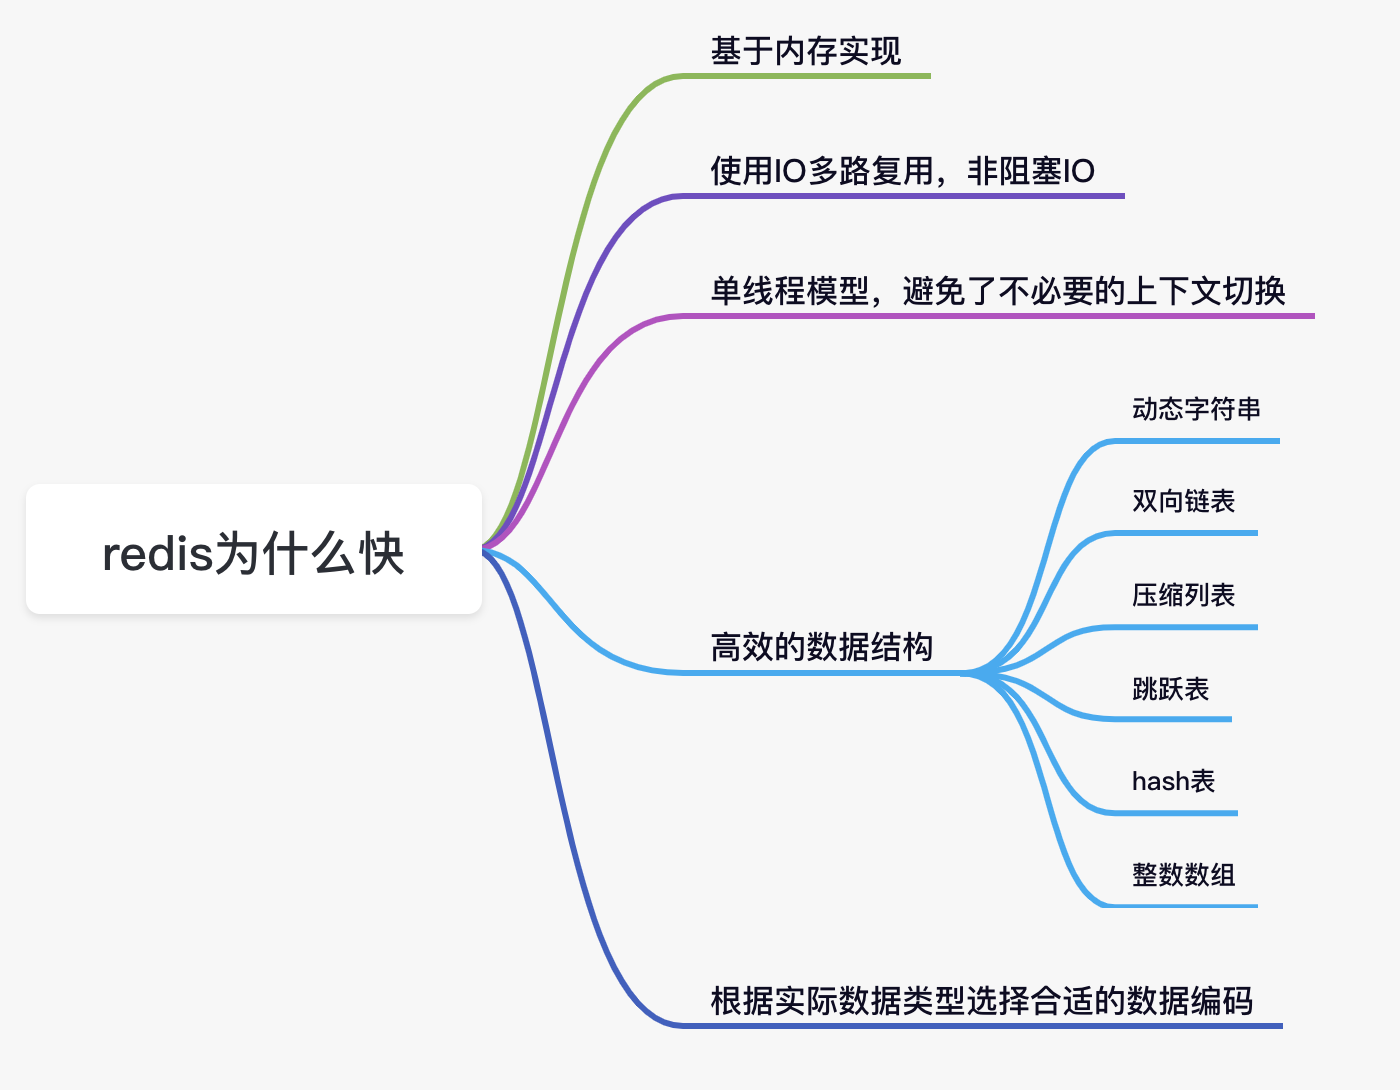 基于内存实现
使用IO多路复用，非阻塞IO
单线程模型，避免了不必要的上下文切换
动态字符串
双向链表
压缩列表
redis为什么快
高效的数据结构
跳跃表
hash表
整数数组
根据实际数据类型选择合适的数据编码